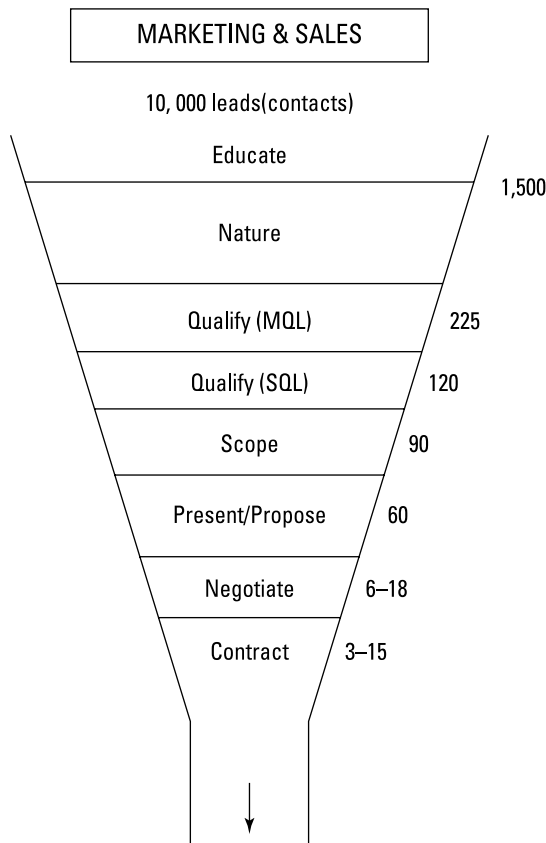 MARKETING & SALES
10, 000 leads(contacts)
Educate
1,500
Nature
Qualify (MQL)
225
Qualify (SQL)
120
Scope
90
Present/Propose
60
Negotiate
6–18
Contract
3–15